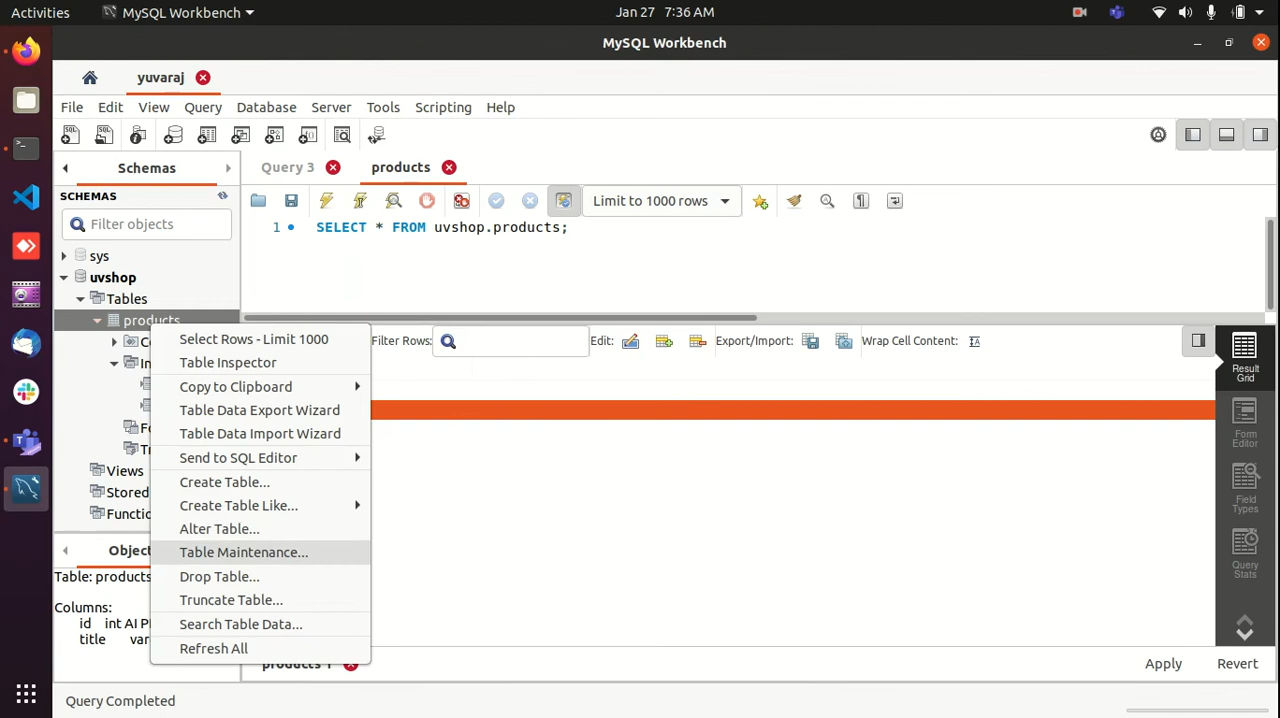 Activities
MySQL Workbench
Jan 27 7:36 AM
MySQL Workbench
yuvaraj
File Edit View Query Database Server Tools Scripting Help
Schemas
Query 3
products
SCHEMAS
Filter objects
Limit to 1000 rows
1
SELECT * FROM uvshop.products;
sys
uvshop
Tables
products
Views
Stored
Functio
Select Rows - Limit 1000
Table Inspector
Copy to Clipboard
Table Data Export Wizard
Table Data Import Wizard
Send to SQL Editor
Create Table...
Create Table Like...
Alter Table...
Table Maintenance...
Drop Table...
Truncate Table...
Search Table Data...
Refresh All
Filter Rows:
Edit:
Export/Import:
Wrap Cell Content:
Result
Grid
Form
Editor
Field
Types
Query
Stats
Object
Table: products
Columns:
id int AI P
title var
products 1
Apply
Revert
Query Completed